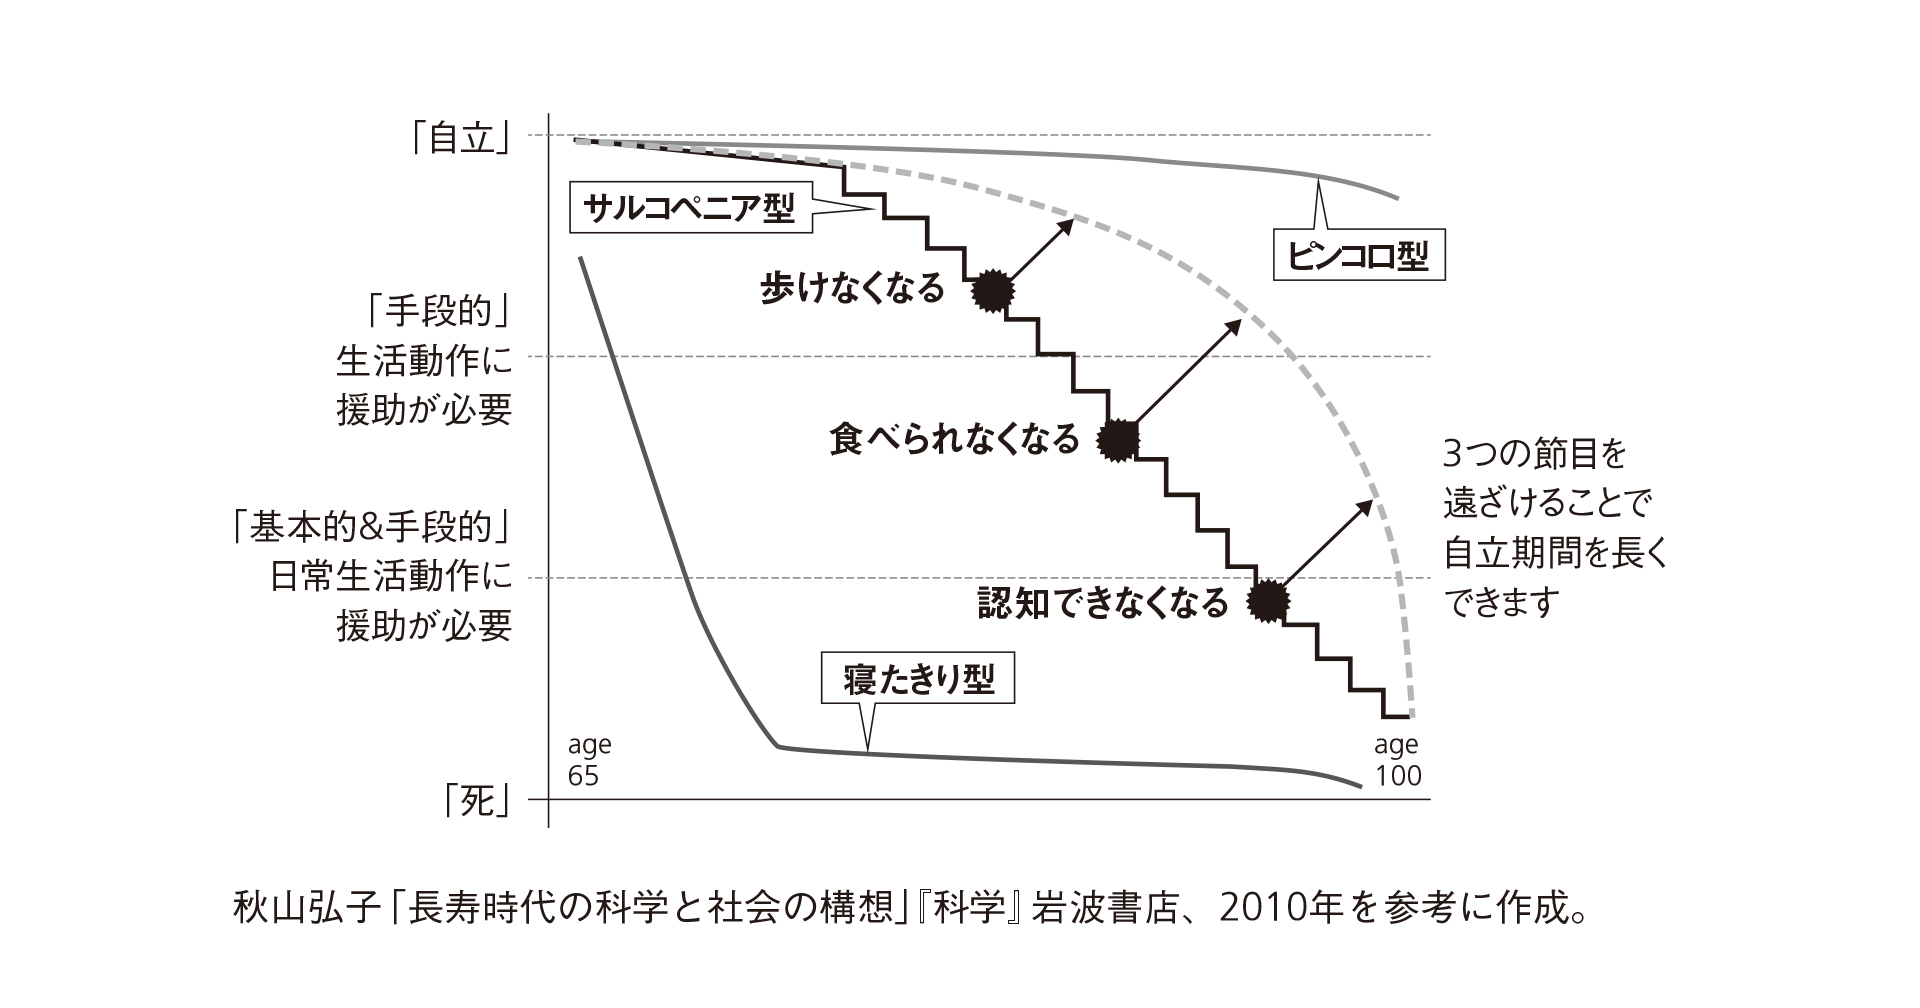 「自立」
サルコペニア型
ピンコロ型
「手段的」
生活動作に
援助が必要
歩けなくなる
食べられなくなる
3つの節目を
遠ざけることで
自立期間を長く
できます
「基本的&手段的」
日常生活動作に
援助が必要
認知できなくなる
寝たきり型
age
65
age
100
「死」
秋山弘子「長寿時代の科学と社会の構想」『科学』岩波書店、2010年を参考に作成。